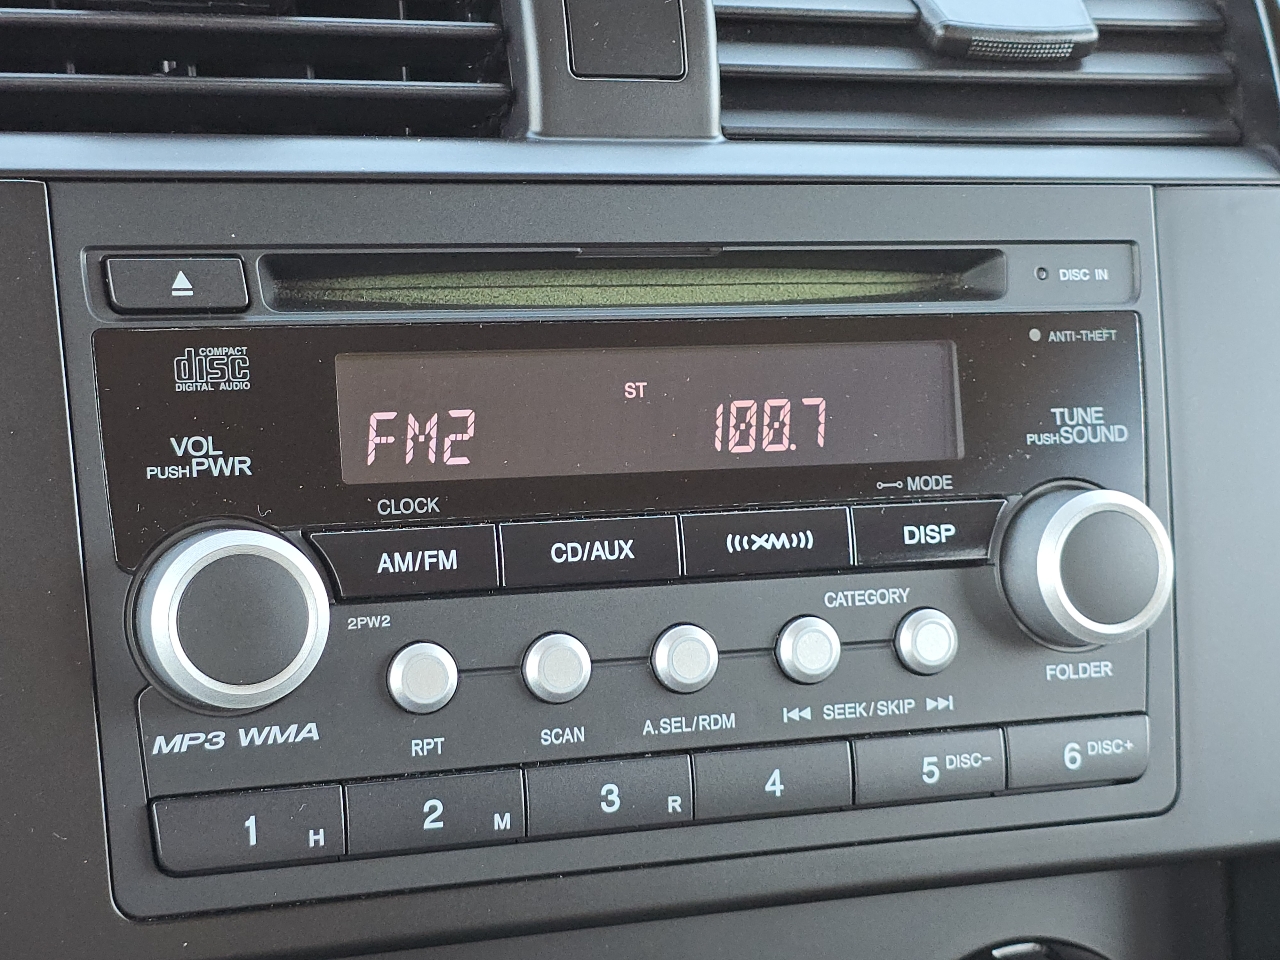 DISC IN
COMPACT
disc
DIGITAL AUDIO
ANTI-THEFT
ST
FM2 100.7
VOL
PUSH PWR
TUNE
PUSH SOUND
CLOCK
MODE
AM/FM
CD/AUX
(((XM)))
DISP
2PW2
CATEGORY
FOLDER
MP3 WMA
RPT
SCAN
A.SEL/RDM
SEEK/SKIP
1 H
2 M
3 R
4
5 DISC−
6 DISC+